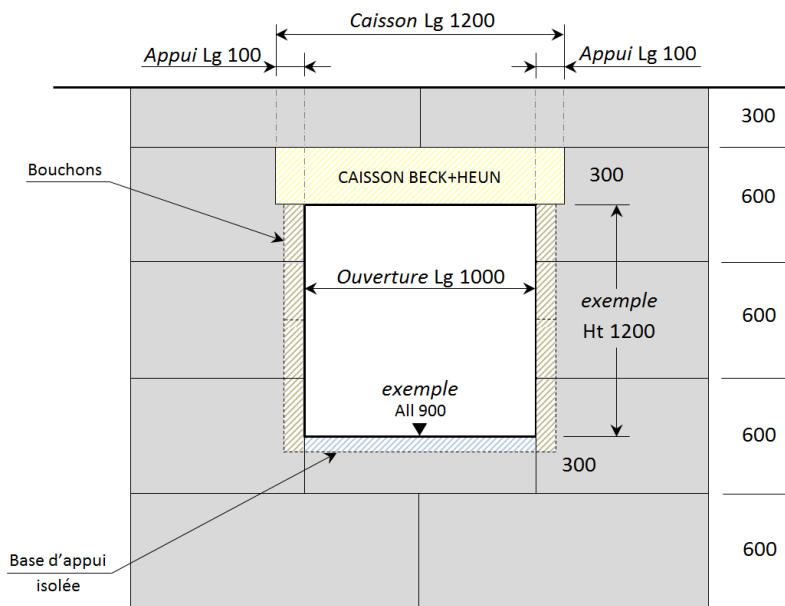 Caisson Lg 1200
Appui Lg 100
Appui Lg 100
300
Bouchons
CAISSON BECK+HEUN
300
600
Ouverture Lg 1000
exemple
Ht 1200
600
exemple
All 900
600
300
Base d'appui
isolée
600